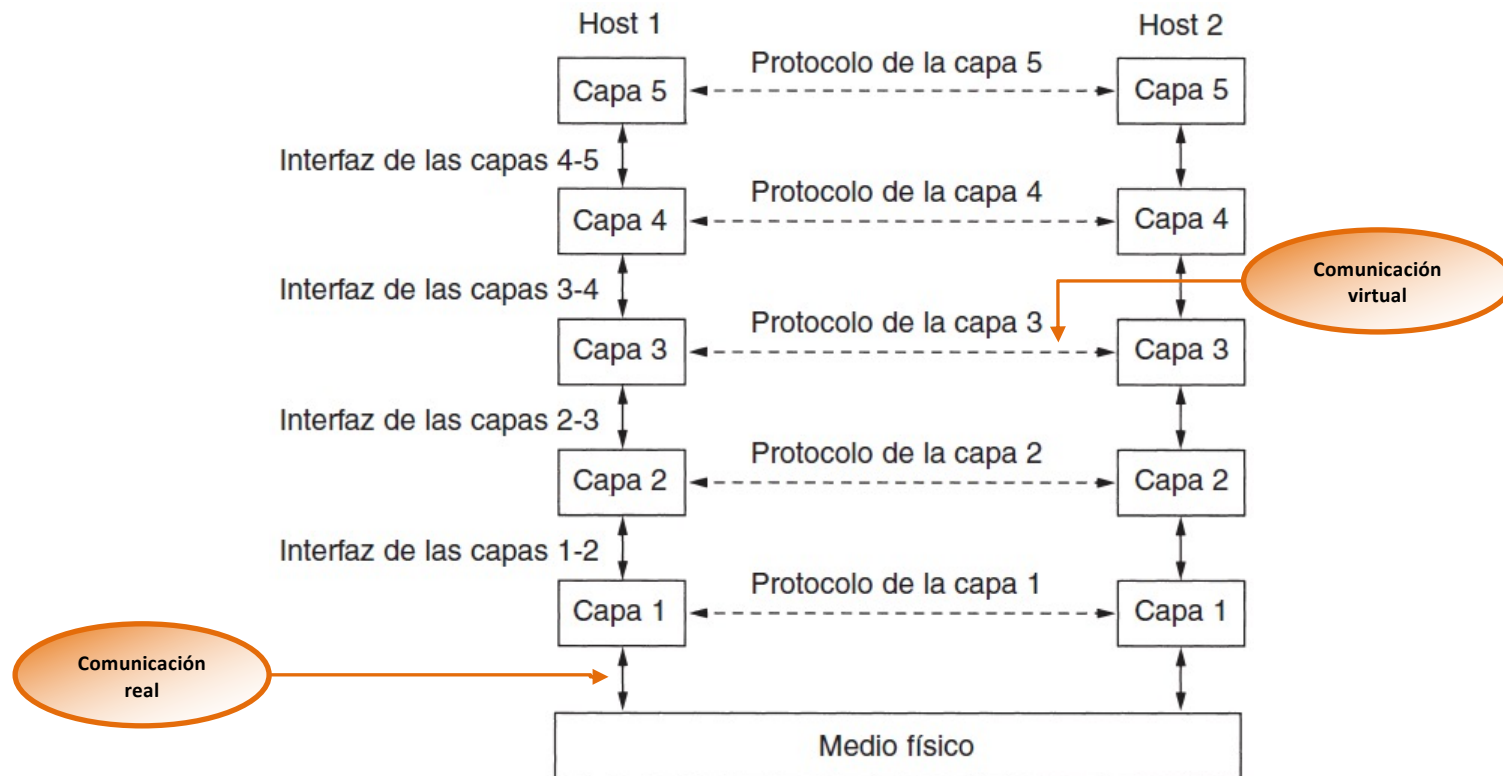 Host 1
Host 2
Protocolo de la capa 5
Capa 5
Capa 5
Interfaz de las capas 4-5
Protocolo de la capa 4
Capa 4
Capa 4
Comunicación
virtual
Interfaz de las capas 3-4
Protocolo de la capa 3
Capa 3
Capa 3
Interfaz de las capas 2-3
Protocolo de la capa 2
Capa 2
Capa 2
Interfaz de las capas 1-2
Protocolo de la capa 1
Capa 1
Capa 1
Comunicación
real
Medio físico